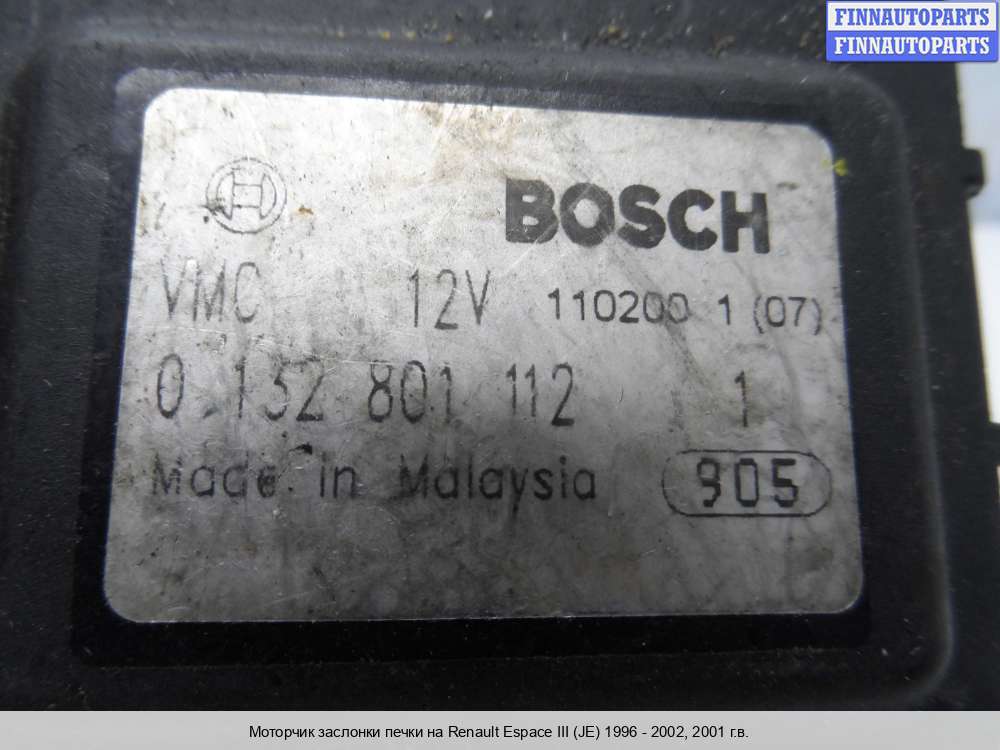 FINNAUTOPARTS
FINNAUTOPARTS
BOSCH
VMC 12V 110200 1 (07)
0 132 801 112 1
Made in Malaysia 905
Моторчик заслонки печки на Renault Espace III (JE) 1996 - 2002, 2001 г.в.